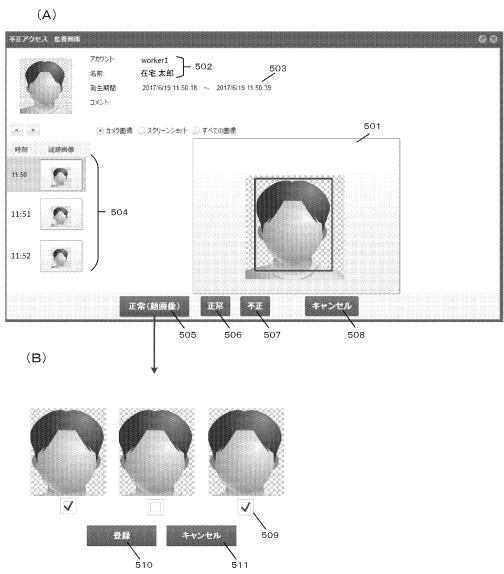 (A)
不正アクセス 監査画面
アカウント: worker1
502
名前: 在宅 太郎
503
発生期間 2017/6/19 11:50:18 ～ 2017/6/19 11:50:39
コメント:
カメラ画像 スクリーンショット すべての画像
501
時刻 追跡画像
11:50
11:51
504
11:52
正常(顔画像) 正常 不正 キャンセル
505 506 507 508
(B)
509
登録 キャンセル
510 511